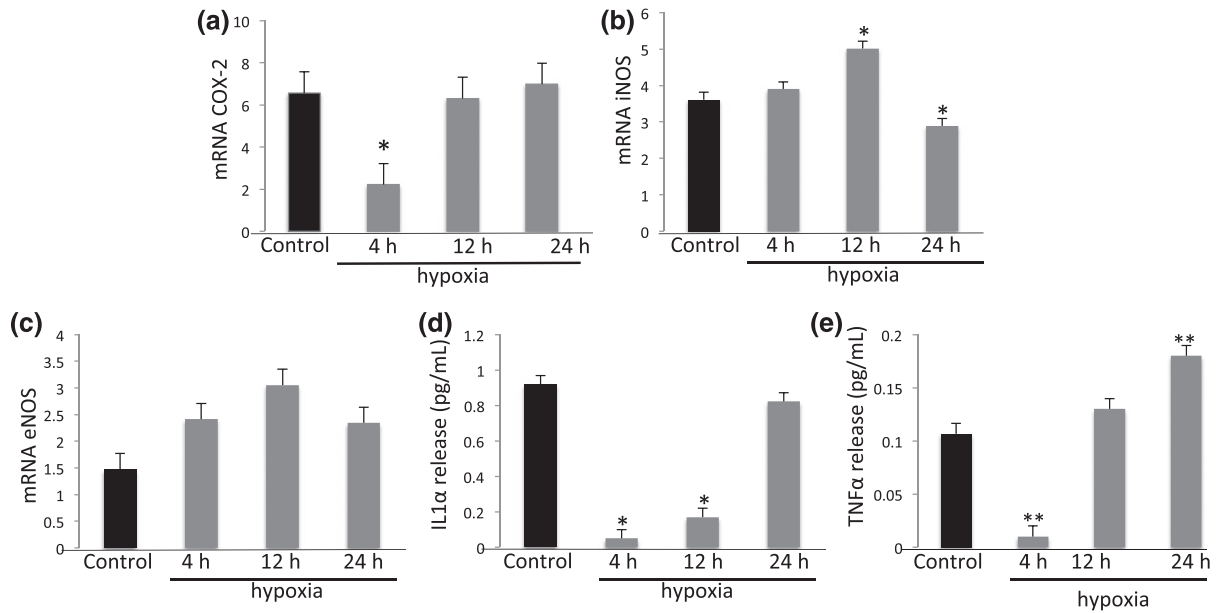 (a)
mRNA COX-2
10
8
6
4
2
0
*
Control 4 h 12 h 24 h
hypoxia
(b)
mRNA iNOS
6
5
4
3
2
1
0
*
*
Control 4 h 12 h 24 h
hypoxia
(c)
mRNA eNOS
4
3.5
3
2.5
2
1.5
1
0.5
0
Control 4 h 12 h 24 h
hypoxia
(d)
IL1α release (pg/mL)
1.2
1
0.8
0.6
0.4
0.2
0
*
*
Control 4 h 12 h 24 h
hypoxia
(e)
TNFα release (pg/mL)
0.2
0.15
0.1
0.05
0
**
**
Control 4 h 12 h 24 h
hypoxia